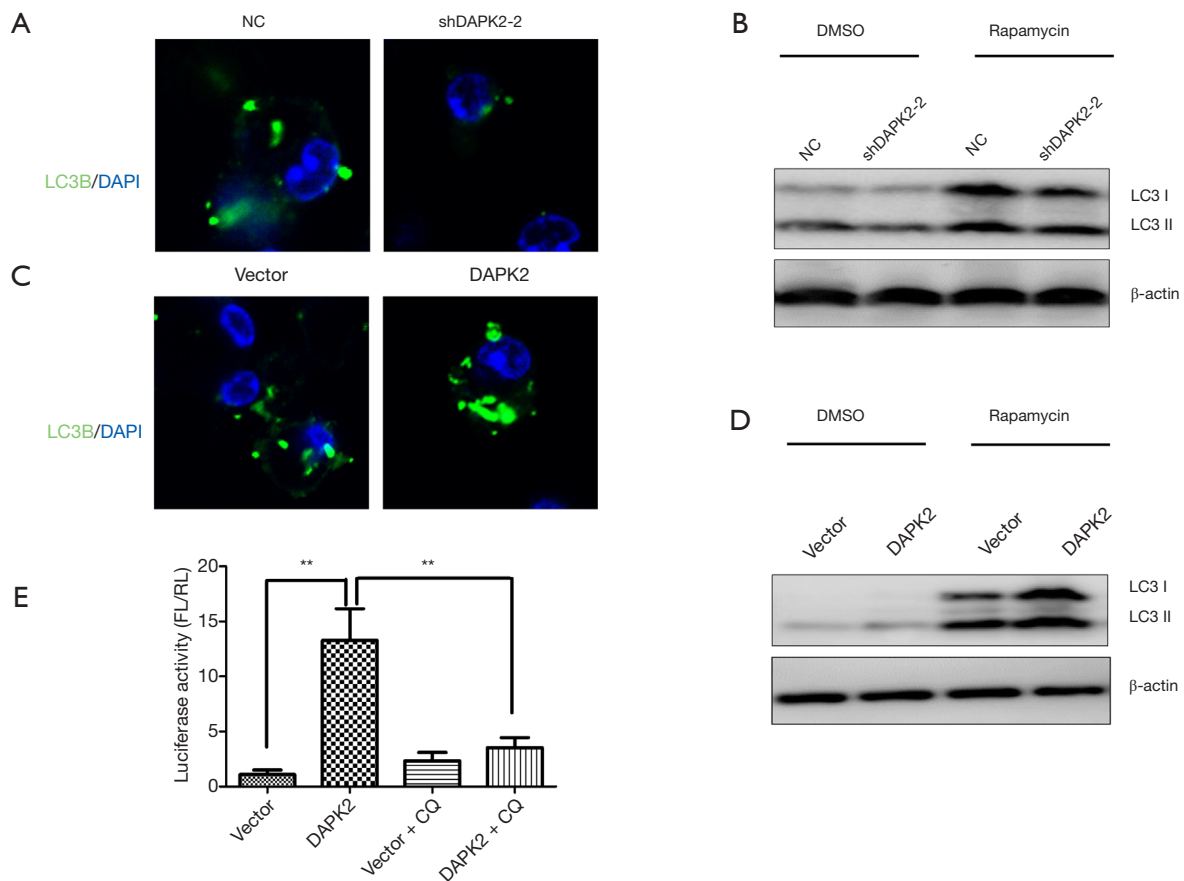 A
NC
shDAPK2-2
LC3B/DAPI
B
DMSO
Rapamycin
NC
shDAPK2-2
NC
shDAPK2-2
LC3 I
LC3 II
β-actin
C
Vector
DAPK2
LC3B/DAPI
D
DMSO
Rapamycin
Vector
DAPK2
Vector
DAPK2
LC3 I
LC3 II
β-actin
E
Luciferase activity (FL/RL)
20
15
10
5
0
**
**
Vector
DAPK2
Vector + CQ
DAPK2 + CQ